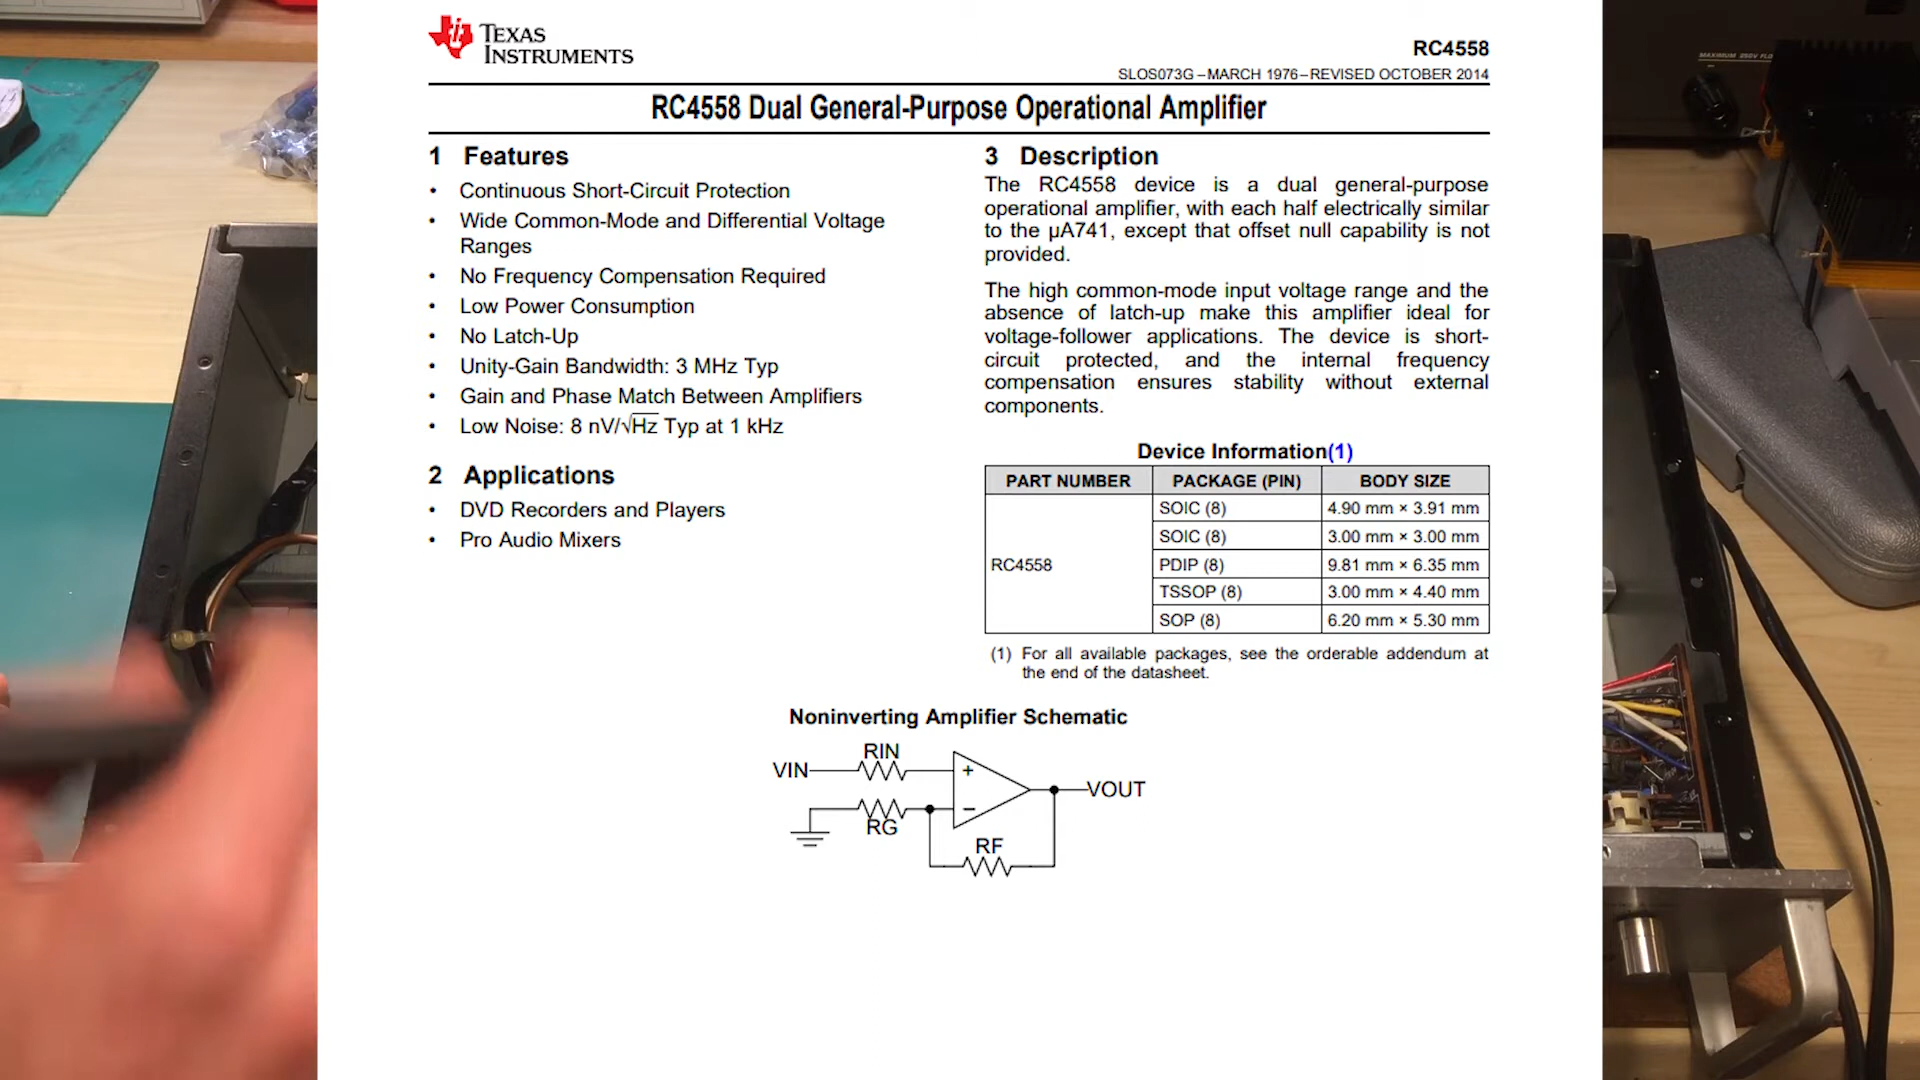 TEXAS
INSTRUMENTS
RC4558
SLOS073G – MARCH 1976 – REVISED OCTOBER 2014
RC4558 Dual General-Purpose Operational Amplifier
1 Features
• Continuous Short-Circuit Protection
• Wide Common-Mode and Differential Voltage
Ranges
• No Frequency Compensation Required
• Low Power Consumption
• No Latch-Up
• Unity-Gain Bandwidth: 3 MHz Typ
• Gain and Phase Match Between Amplifiers
• Low Noise: 8 nV/√Hz Typ at 1 kHz
2 Applications
• DVD Recorders and Players
• Pro Audio Mixers
3 Description
The RC4558 device is a dual general-purpose
operational amplifier, with each half electrically similar
to the μA741, except that offset null capability is not
provided.
The high common-mode input voltage range and the
absence of latch-up make this amplifier ideal for
voltage-follower applications. The device is short-
circuit protected, and the internal frequency
compensation ensures stability without external
components.
Device Information(1)
PART NUMBER PACKAGE (PIN) BODY SIZE
SOIC (8) 4.90 mm × 3.91 mm
SOIC (8) 3.00 mm × 3.00 mm
RC4558 PDIP (8) 9.81 mm × 6.35 mm
TSSOP (8) 3.00 mm × 4.40 mm
SOP (8) 6.20 mm × 5.30 mm
(1) For all available packages, see the orderable addendum at
the end of the datasheet.
Noninverting Amplifier Schematic
RIN
VIN
+
VOUT
−
RG
RF
MAXIMUM 250V